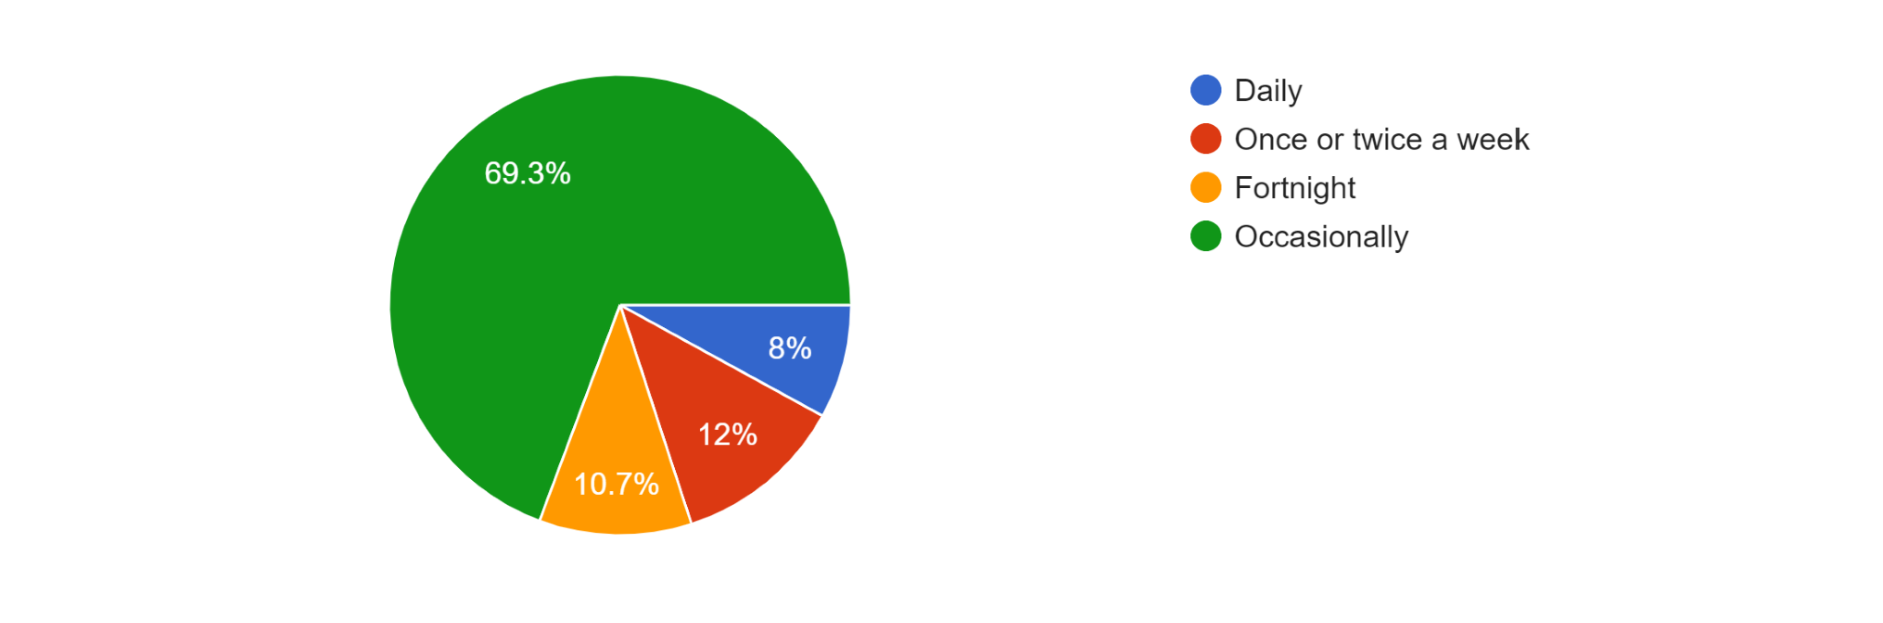 69.3%
8%
12%
10.7%
Daily
Once or twice a week
Fortnight
Occasionally